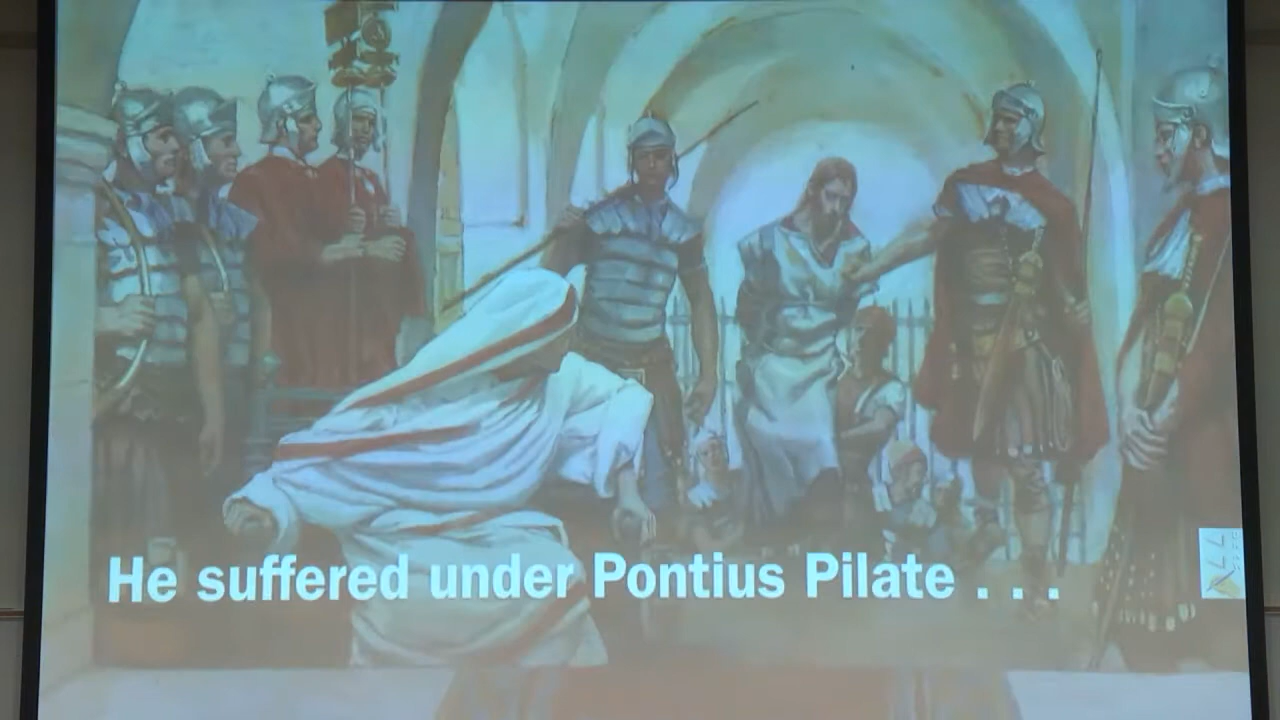 He suffered under Pontius Pilate . . .